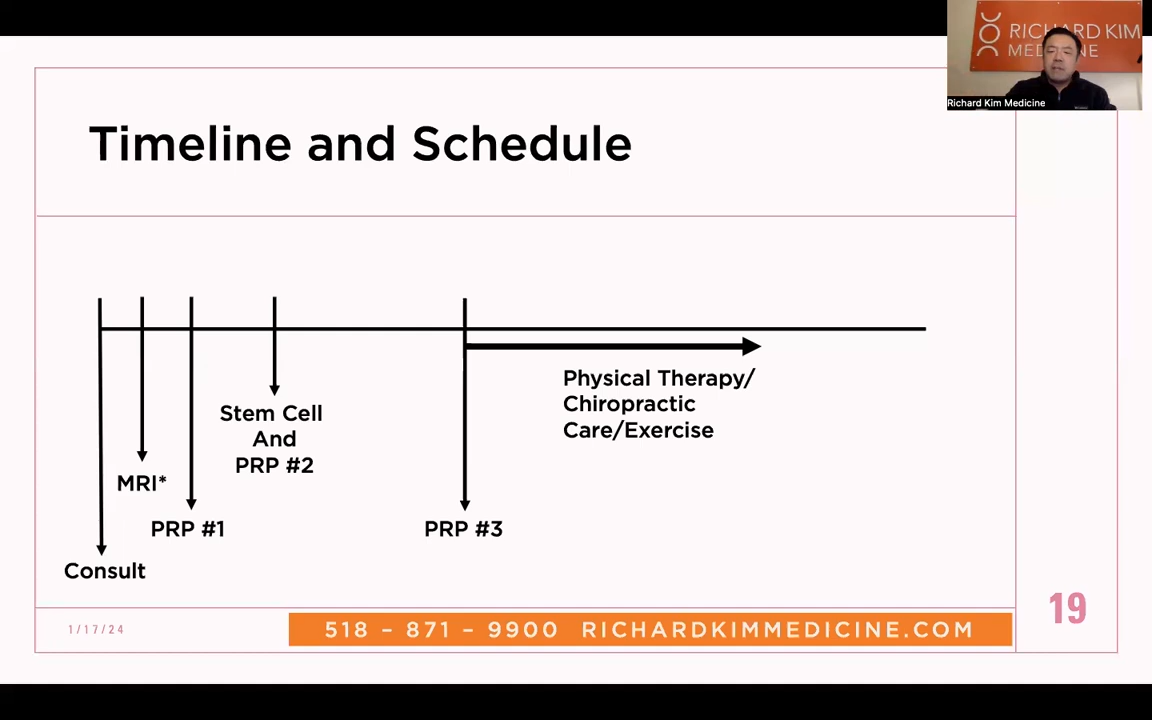 RICHARD KIM
MEDICINE
Richard Kim Medicine
Timeline and Schedule
Physical Therapy/
Chiropractic
Care/Exercise
Stem Cell
And
PRP #2
MRI*
PRP #1
PRP #3
Consult
1/17/24
518 – 871 – 9900 RICHARDKIMMEDICINE.COM
19